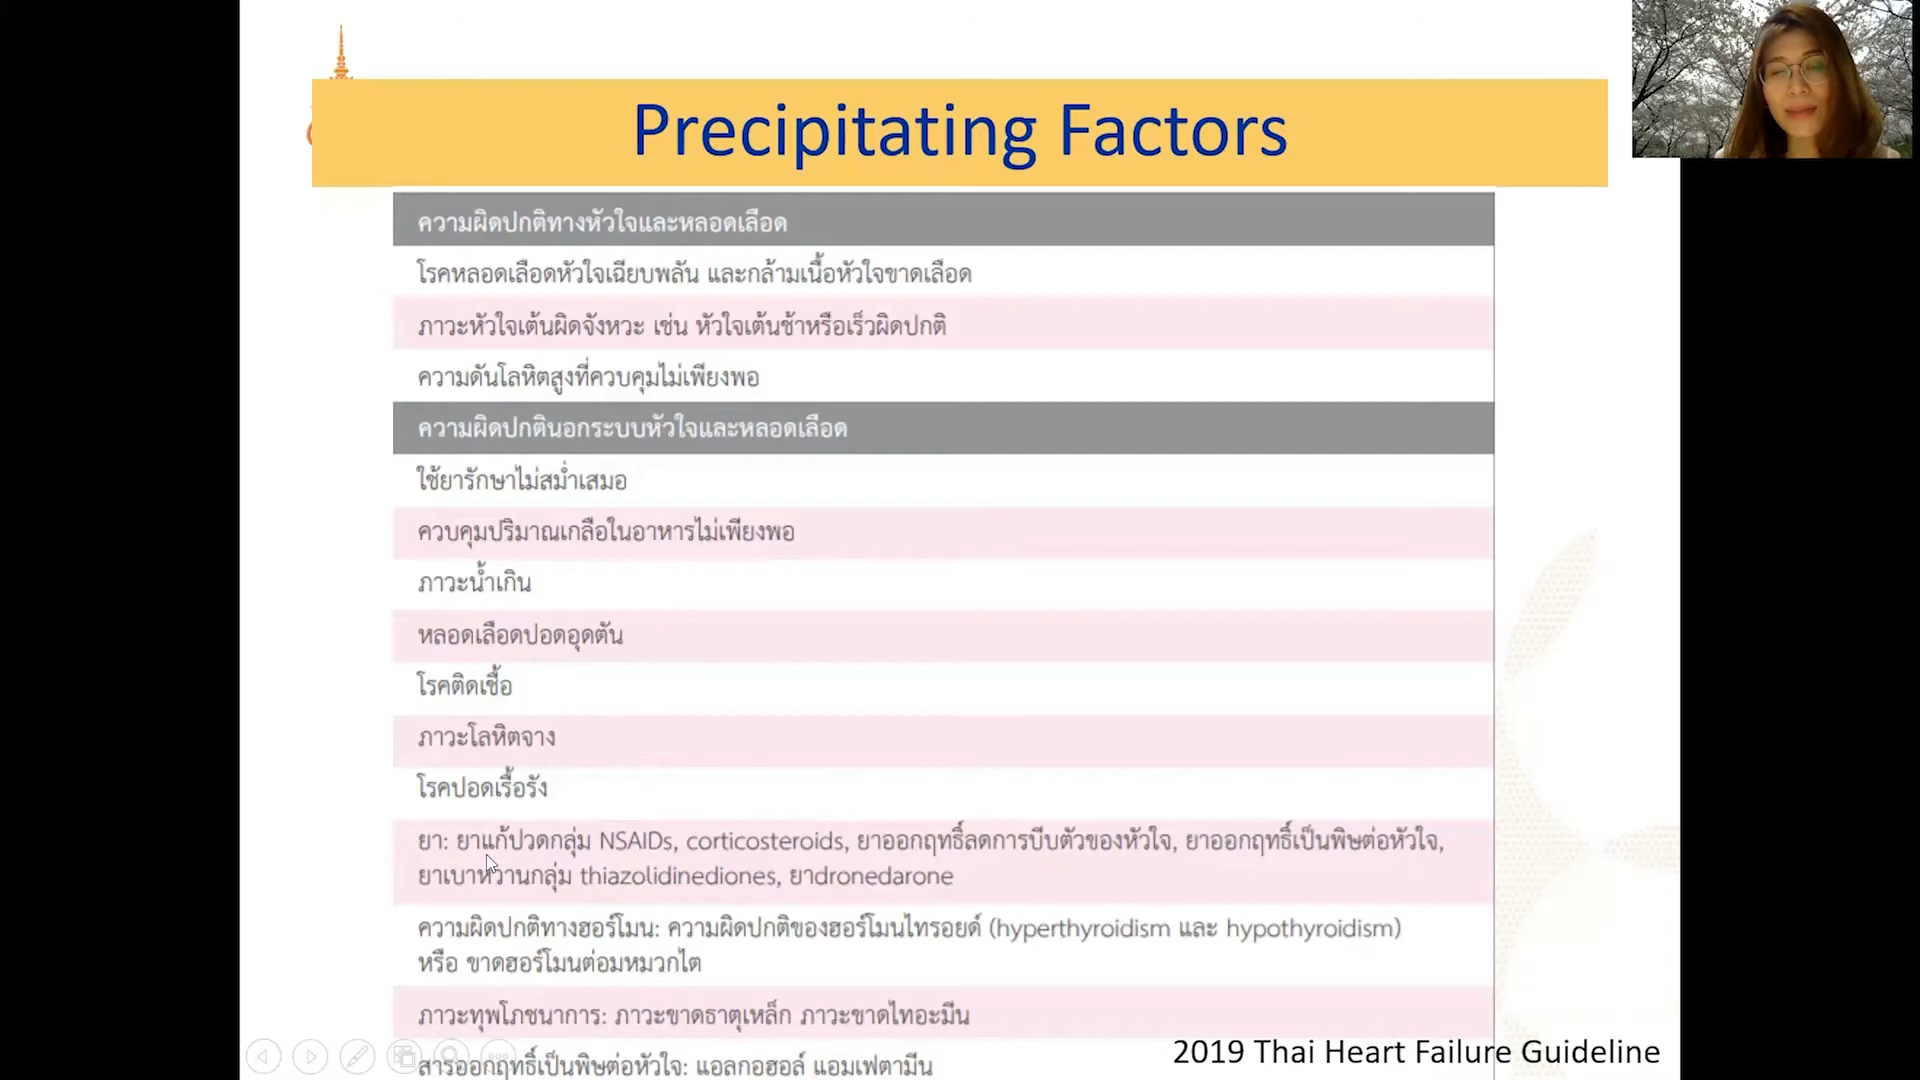 Precipitating Factors
ความผิดปกติทางหัวใจและหลอดเลือด
โรคหลอดเลือดหัวใจเฉียบพลัน และกล้ามเนื้อหัวใจขาดเลือด
ภาวะหัวใจเต้นผิดจังหวะ เช่น หัวใจเต้นช้าหรือเร็วผิดปกติ
ความดันโลหิตสูงที่ควบคุมไม่เพียงพอ
ความผิดปกตินอกระบบหัวใจและหลอดเลือด
ใช้ยารักษาไม่สม่ำเสมอ
ควบคุมปริมาณเกลือในอาหารไม่เพียงพอ
ภาวะน้ำเกิน
หลอดเลือดปอดอุดตัน
โรคติดเชื้อ
ภาวะโลหิตจาง
โรคปอดเรื้อรัง
ยา: ยาแก้ปวดกลุ่ม NSAIDs, corticosteroids, ยาออกฤทธิ์ลดการบีบตัวของหัวใจ, ยาออกฤทธิ์เป็นพิษต่อหัวใจ,
ยาเบาหวานกลุ่ม thiazolidinediones, ยาdronedarone
ความผิดปกติทางฮอร์โมน: ความผิดปกติของฮอร์โมนไทรอยด์ (hyperthyroidism และ hypothyroidism)
หรือ ขาดฮอร์โมนต่อมหมวกไต
ภาวะทุพโภชนาการ: ภาวะขาดธาตุเหล็ก ภาวะขาดไทอะมีน
สารออกฤทธิ์เป็นพิษต่อหัวใจ: แอลกอฮอล์ แอมเฟตามีน
2019 Thai Heart Failure Guideline